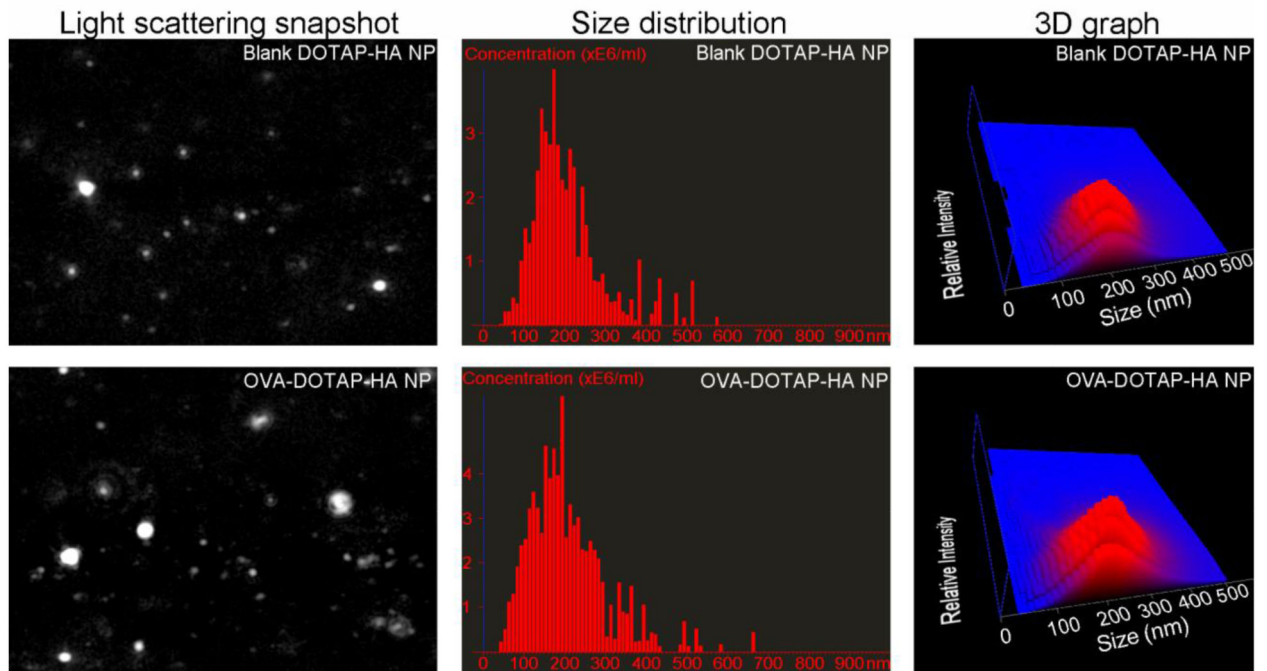 Light scattering snapshot
Size distribution
3D graph
Blank DOTAP-HA NP
Concentration (xE6/ml)
Blank DOTAP-HA NP
3
2
1
0 100 200 300 400 500 600 700 800 900nm
Blank DOTAP-HA NP
Relative Intensity
0 100 200 300 400 500
Size (nm)
OVA-DOTAP-HA NP
Concentration (xE6/ml)
OVA-DOTAP-HA NP
4
3
2
1
0 100 200 300 400 500 600 700 800 900nm
OVA-DOTAP-HA NP
Relative Intensity
0 100 200 300 400 500
Size (nm)